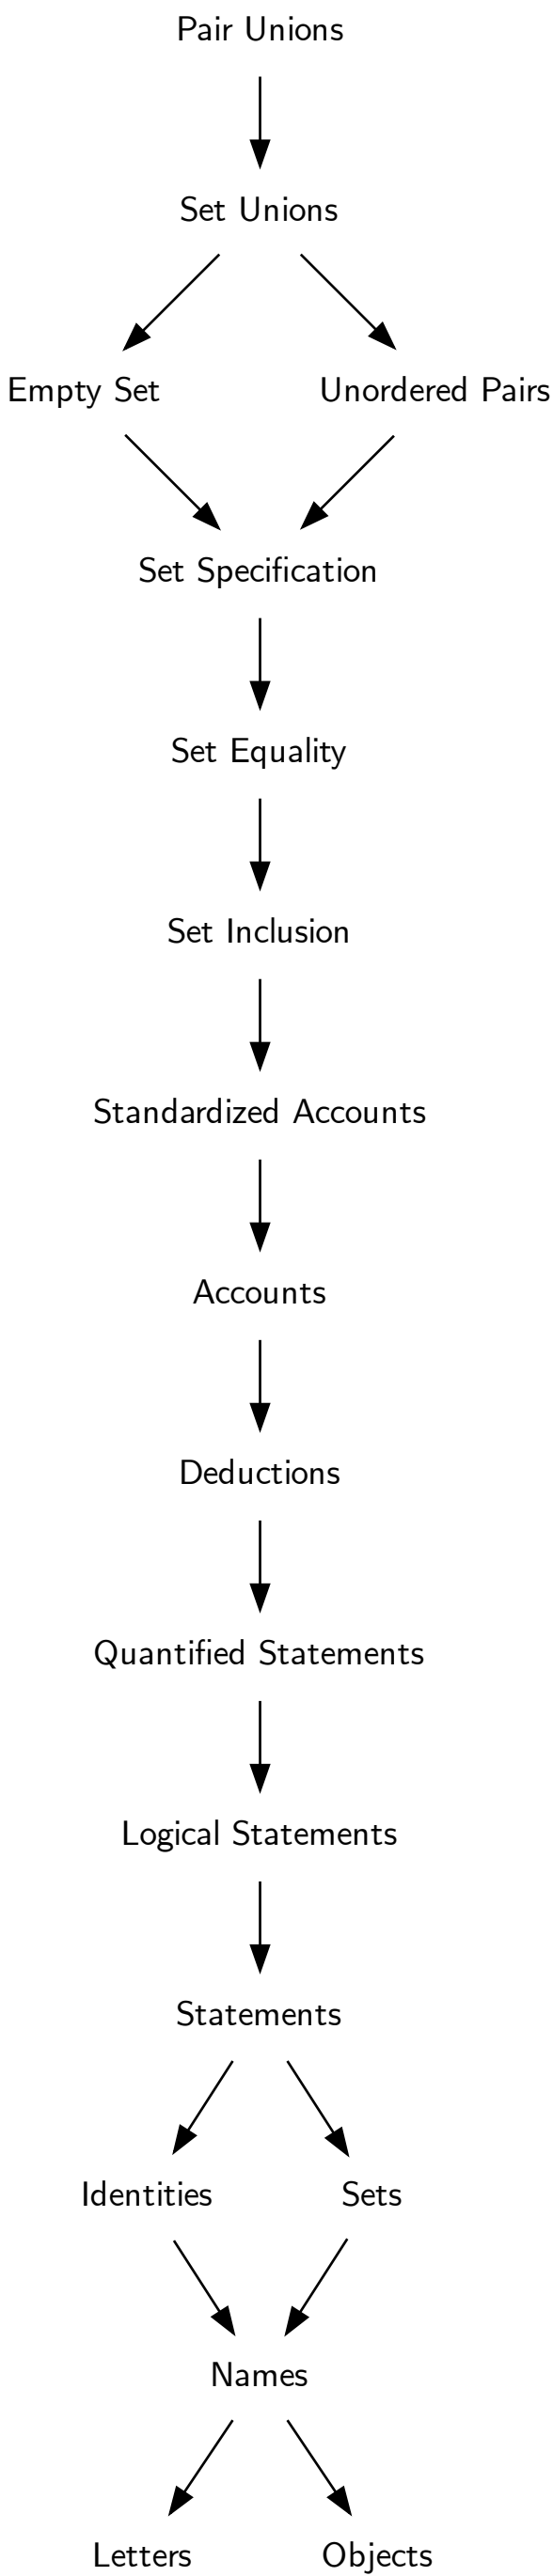 Pair Unions
Set Unions
Empty Set
Unordered Pairs
Set Specification
Set Equality
Set Inclusion
Standardized Accounts
Accounts
Deductions
Quantified Statements
Logical Statements
Statements
Identities
Sets
Names
Letters
Objects